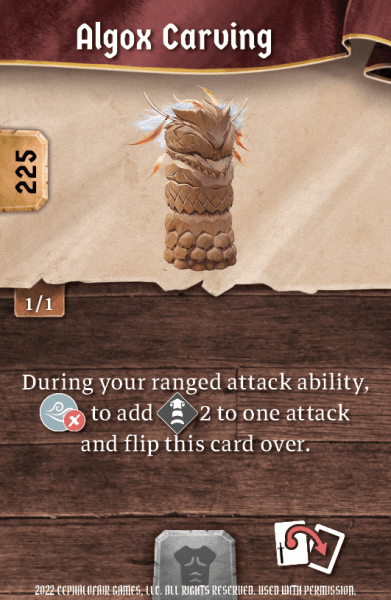 Algox Carving
225
1/1
During your ranged attack ability,
to add 2 to one attack
and flip this card over.
2022 CEPHALOFAIR GAMES, LLC. ALL RIGHTS RESERVED. USED WITH PERMISSION.